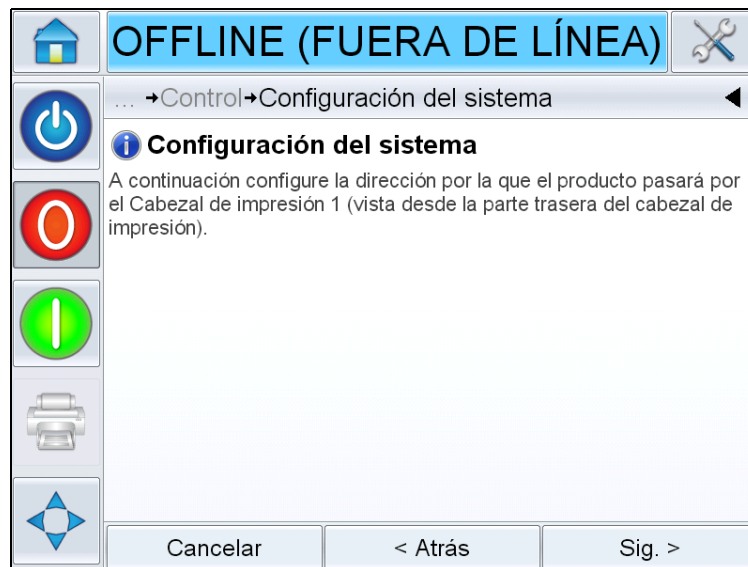 OFFLINE (FUERA DE LÍNEA)
... →Control→Configuración del sistema
Configuración del sistema
A continuación configure la dirección por la que el producto pasará por
el Cabezal de impresión 1 (vista desde la parte trasera del cabezal de
impresión).
Cancelar
< Atrás
Sig. >